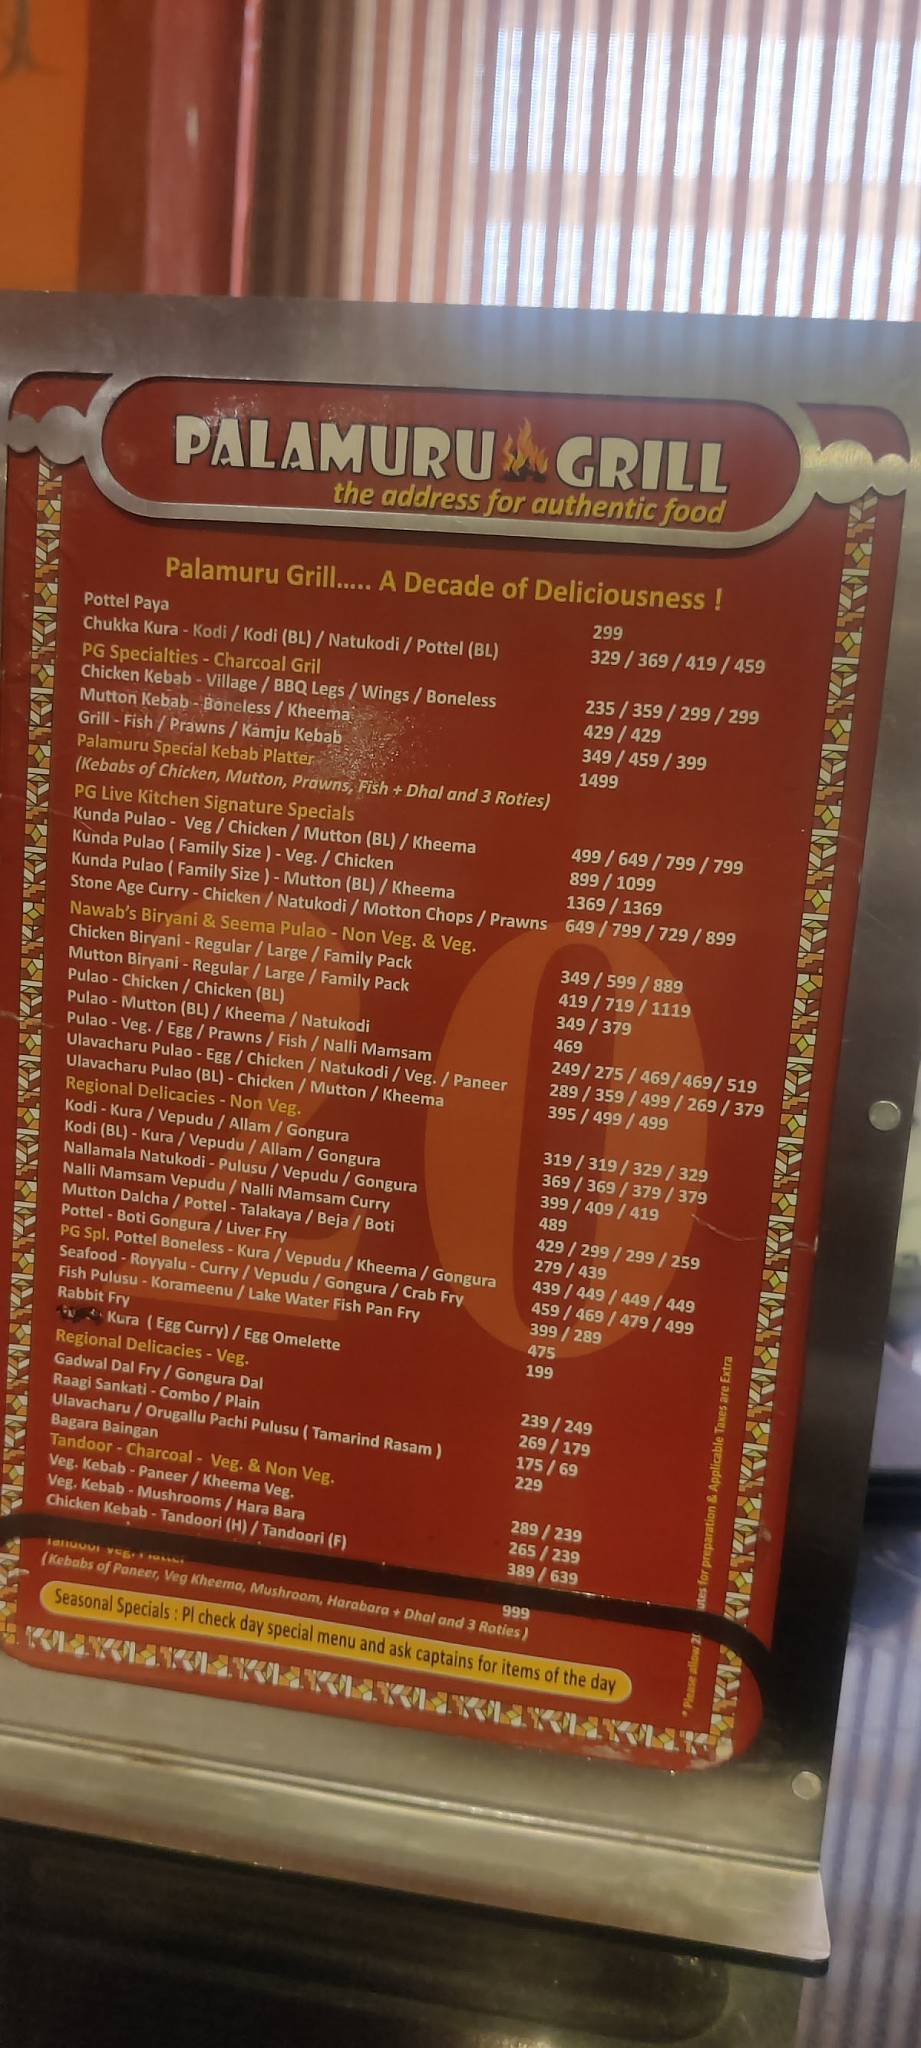 PALAMURU GRILL
the address for authentic food
Palamuru Grill..... A Decade of Deliciousness !
Pottel Paya 299
Chukka Kura - Kodi / Kodi (BL) / Natukodi / Pottel (BL) 329 / 369 / 419 / 459
PG Specialties - Charcoal Gril
Chicken Kebab - Village / BBQ Legs / Wings / Boneless 235 / 359 / 299 / 299
Mutton Kebab - Boneless / Kheema 429 / 429
Grill - Fish / Prawns / Kamju Kebab 349 / 459 / 399
Palamuru Special Kebab Platter 1499
(Kebabs of Chicken, Mutton, Prawns, Fish + Dhal and 3 Roties)
PG Live Kitchen Signature Specials
Kunda Pulao - Veg / Chicken / Mutton (BL) / Kheema 499 / 649 / 799 / 799
Kunda Pulao ( Family Size ) - Veg. / Chicken 899 / 1099
Kunda Pulao ( Family Size ) - Mutton (BL) / Kheema 1369 / 1369
Stone Age Curry - Chicken / Natukodi / Motton Chops / Prawns 649 / 799 / 729 / 899
Nawab's Biryani & Seema Pulao - Non Veg. & Veg.
Chicken Biryani - Regular / Large / Family Pack 349 / 599 / 889
Mutton Biryani - Regular / Large / Family Pack 419 / 719 / 1119
Pulao - Chicken / Chicken (BL) 349 / 379
Pulao - Mutton (BL) / Kheema / Natukodi 469
Pulao - Veg. / Egg / Prawns / Fish / Nalli Mamsam 249 / 275 / 469 / 469 / 519
Ulavacharu Pulao - Egg / Chicken / Natukodi / Veg. / Paneer 289 / 359 / 499 / 269 / 379
Ulavacharu Pulao (BL) - Chicken / Mutton / Kheema 395 / 499 / 499
Regional Delicacies - Non Veg.
Kodi - Kura / Vepudu / Allam / Gongura 319 / 319 / 329 / 329
Kodi (BL) - Kura / Vepudu / Allam / Gongura 369 / 369 / 379 / 379
Nallamala Natukodi - Pulusu / Vepudu / Gongura 399 / 409 / 419
Nalli Mamsam Vepudu / Nalli Mamsam Curry 489
Mutton Dalcha / Pottel - Talakaya / Beja / Boti 429 / 299 / 299 / 259
Pottel - Boti Gongura / Liver Fry 279 / 439
PG Spl. Pottel Boneless - Kura / Vepudu / Kheema / Gongura 439 / 449 / 449 / 449
Seafood - Royyalu - Curry / Vepudu / Gongura / Crab Fry 459 / 469 / 479 / 499
Fish Pulusu - Korameenu / Lake Water Fish Pan Fry 399 / 289
Rabbit Fry 475
Kura ( Egg Curry) / Egg Omelette 199
Regional Delicacies - Veg.
Gadwal Dal Fry / Gongura Dal 239 / 249
Raagi Sankati - Combo / Plain 269 / 179
Ulavacharu / Orugallu Pachi Pulusu ( Tamarind Rasam ) 175 / 69
Bagara Baingan 229
Tandoor - Charcoal - Veg. & Non Veg.
Veg. Kebab - Paneer / Kheema Veg. 289 / 239
Veg. Kebab - Mushrooms / Hara Bara 265 / 239
Chicken Kebab - Tandoori (H) / Tandoori (F) 389 / 639
Tandoor Veg. Platter 999
(Kebabs of Paneer, Veg Kheema, Mushroom, Harabara + Dhal and 3 Roties )
Seasonal Specials : Pl check day special menu and ask captains for items of the day
* Please allow 20 utes for preparation & Applicable Taxes are Extra
20